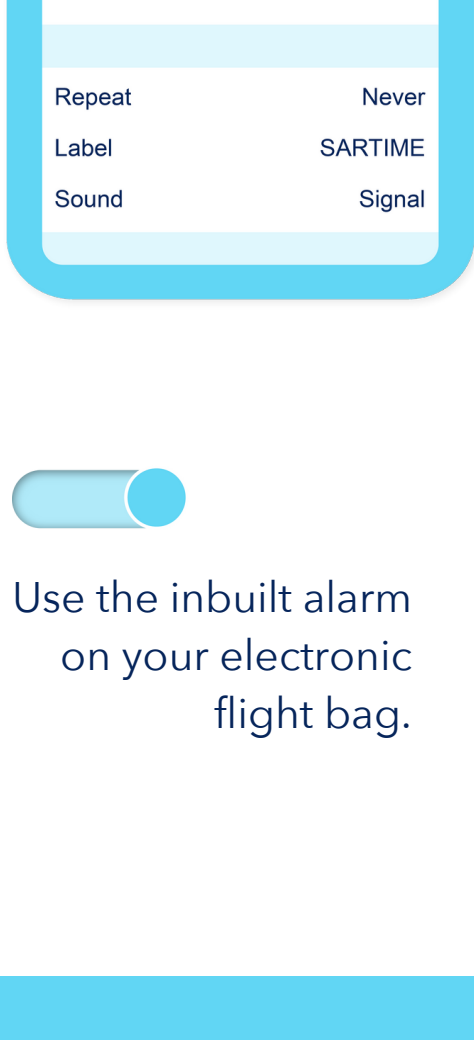 Repeat Never
Label SARTIME
Sound Signal
Use the inbuilt alarm
on your electronic
flight bag.